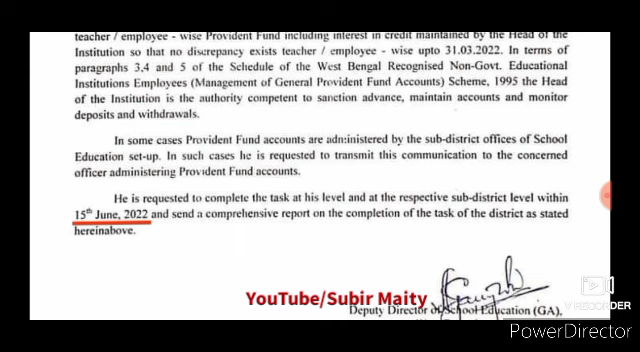 teacher / employee - wise Provident Fund including interest in credit maintained by the Head of the
Institution so that no discrepancy exists teacher / employee - wise upto 31.03.2022. In terms of
paragraphs 3,4 and 5 of the Schedule of the West Bengal Recognised Non-Govt. Educational
Institutions Employees (Management of General Provident Fund Accounts) Scheme, 1995 the Head
of the Institution is the authority competent to sanction advance, maintain accounts and monitor
deposits and withdrawals.
In some cases Provident Fund accounts are administered by the sub-district offices of School
Education set-up. In such cases he is requested to transmit this communication to the concerned
officer administering Provident Fund accounts.
He is requested to complete the task at his level and at the respective sub-district level within
15th June, 2022 and send a comprehensive report on the completion of the task of the district as stated
hereinabove.
YouTube/Subir Maity
Deputy Director of School Education (GA),
V RECORDER
PowerDirector